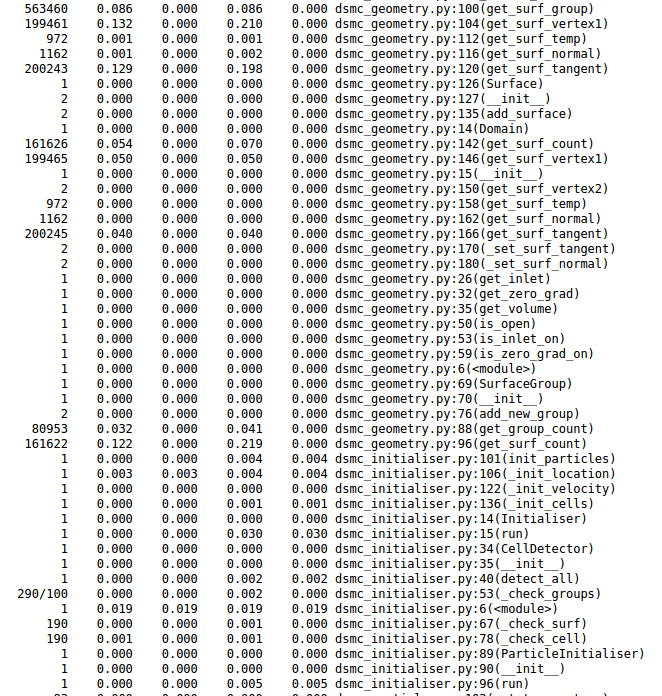 563460    0.086    0.000    0.086    0.000 dsmc_geometry.py:100(get_surf_group)
199461    0.132    0.000    0.210    0.000 dsmc_geometry.py:104(get_surf_vertex1)
972    0.001    0.000    0.001    0.000 dsmc_geometry.py:112(get_surf_temp)
1162    0.001    0.000    0.002    0.000 dsmc_geometry.py:116(get_surf_normal)
200243    0.129    0.000    0.198    0.000 dsmc_geometry.py:120(get_surf_tangent)
1    0.000    0.000    0.000    0.000 dsmc_geometry.py:126(Surface)
2    0.000    0.000    0.000    0.000 dsmc_geometry.py:127(__init__)
2    0.000    0.000    0.000    0.000 dsmc_geometry.py:135(add_surface)
1    0.000    0.000    0.000    0.000 dsmc_geometry.py:14(Domain)
161626    0.054    0.000    0.070    0.000 dsmc_geometry.py:142(get_surf_count)
199465    0.050    0.000    0.050    0.000 dsmc_geometry.py:146(get_surf_vertex1)
1    0.000    0.000    0.000    0.000 dsmc_geometry.py:15(__init__)
2    0.000    0.000    0.000    0.000 dsmc_geometry.py:150(get_surf_vertex2)
972    0.000    0.000    0.000    0.000 dsmc_geometry.py:158(get_surf_temp)
1162    0.000    0.000    0.000    0.000 dsmc_geometry.py:162(get_surf_normal)
200245    0.040    0.000    0.040    0.000 dsmc_geometry.py:166(get_surf_tangent)
2    0.000    0.000    0.000    0.000 dsmc_geometry.py:170(_set_surf_tangent)
2    0.000    0.000    0.000    0.000 dsmc_geometry.py:180(_set_surf_normal)
1    0.000    0.000    0.000    0.000 dsmc_geometry.py:26(get_inlet)
1    0.000    0.000    0.000    0.000 dsmc_geometry.py:32(get_zero_grad)
1    0.000    0.000    0.000    0.000 dsmc_geometry.py:35(get_volume)
1    0.000    0.000    0.000    0.000 dsmc_geometry.py:50(is_open)
1    0.000    0.000    0.000    0.000 dsmc_geometry.py:53(is_inlet_on)
1    0.000    0.000    0.000    0.000 dsmc_geometry.py:59(is_zero_grad_on)
1    0.000    0.000    0.000    0.000 dsmc_geometry.py:6(<module>)
1    0.000    0.000    0.000    0.000 dsmc_geometry.py:69(SurfaceGroup)
1    0.000    0.000    0.000    0.000 dsmc_geometry.py:70(__init__)
2    0.000    0.000    0.000    0.000 dsmc_geometry.py:76(add_new_group)
80953    0.032    0.000    0.041    0.000 dsmc_geometry.py:88(get_group_count)
161622    0.122    0.000    0.219    0.000 dsmc_geometry.py:96(get_surf_count)
1    0.000    0.000    0.004    0.004 dsmc_initialiser.py:101(init_particles)
1    0.003    0.003    0.004    0.004 dsmc_initialiser.py:106(_init_location)
1    0.000    0.000    0.000    0.000 dsmc_initialiser.py:122(_init_velocity)
1    0.000    0.000    0.001    0.001 dsmc_initialiser.py:136(_init_cells)
1    0.000    0.000    0.000    0.000 dsmc_initialiser.py:14(Initialiser)
1    0.000    0.000    0.030    0.030 dsmc_initialiser.py:15(run)
1    0.000    0.000    0.000    0.000 dsmc_initialiser.py:34(CellDetector)
1    0.000    0.000    0.000    0.000 dsmc_initialiser.py:35(__init__)
1    0.000    0.000    0.002    0.002 dsmc_initialiser.py:40(detect_all)
290/100    0.000    0.000    0.002    0.000 dsmc_initialiser.py:53(_check_groups)
1    0.019    0.019    0.019    0.019 dsmc_initialiser.py:6(<module>)
190    0.000    0.000    0.001    0.000 dsmc_initialiser.py:67(_check_surf)
190    0.001    0.000    0.001    0.000 dsmc_initialiser.py:78(_check_cell)
1    0.000    0.000    0.000    0.000 dsmc_initialiser.py:89(ParticleInitialiser)
1    0.000    0.000    0.000    0.000 dsmc_initialiser.py:90(__init__)
1    0.000    0.000    0.005    0.005 dsmc_initialiser.py:96(run)